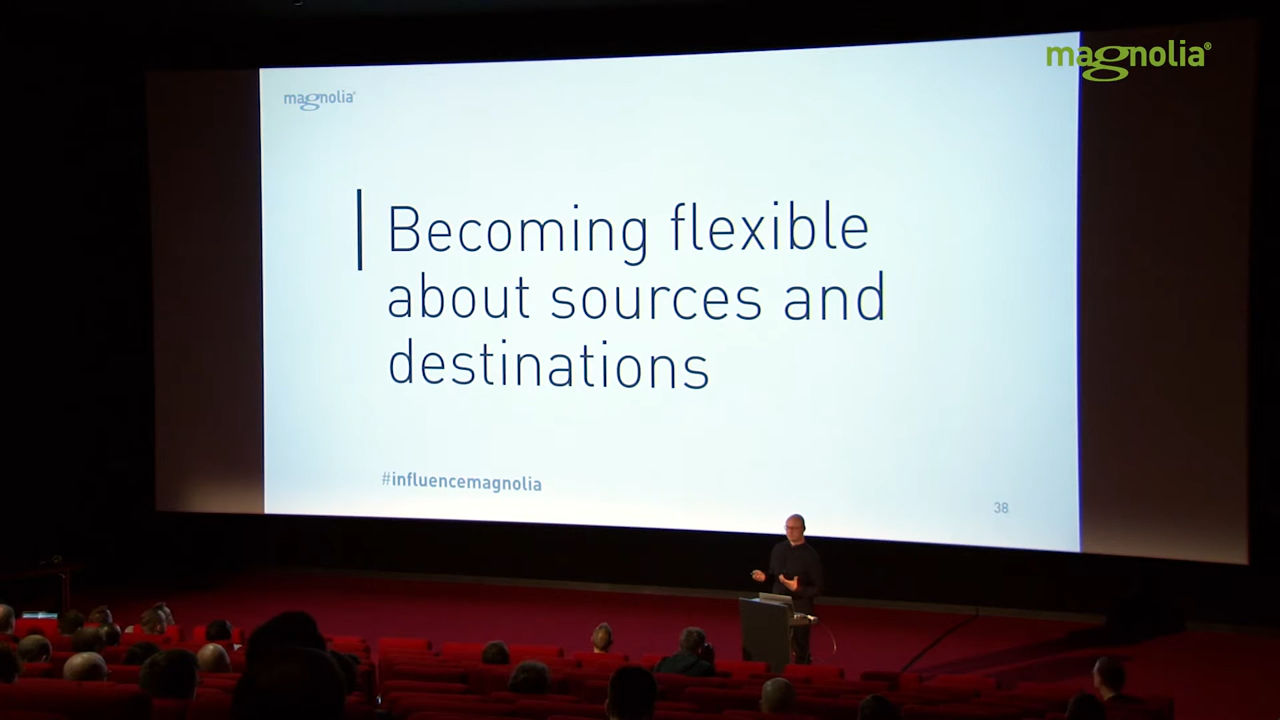 magnolia®
magnolia®
Becoming flexible
about sources and
destinations
#influencemagnolia
38